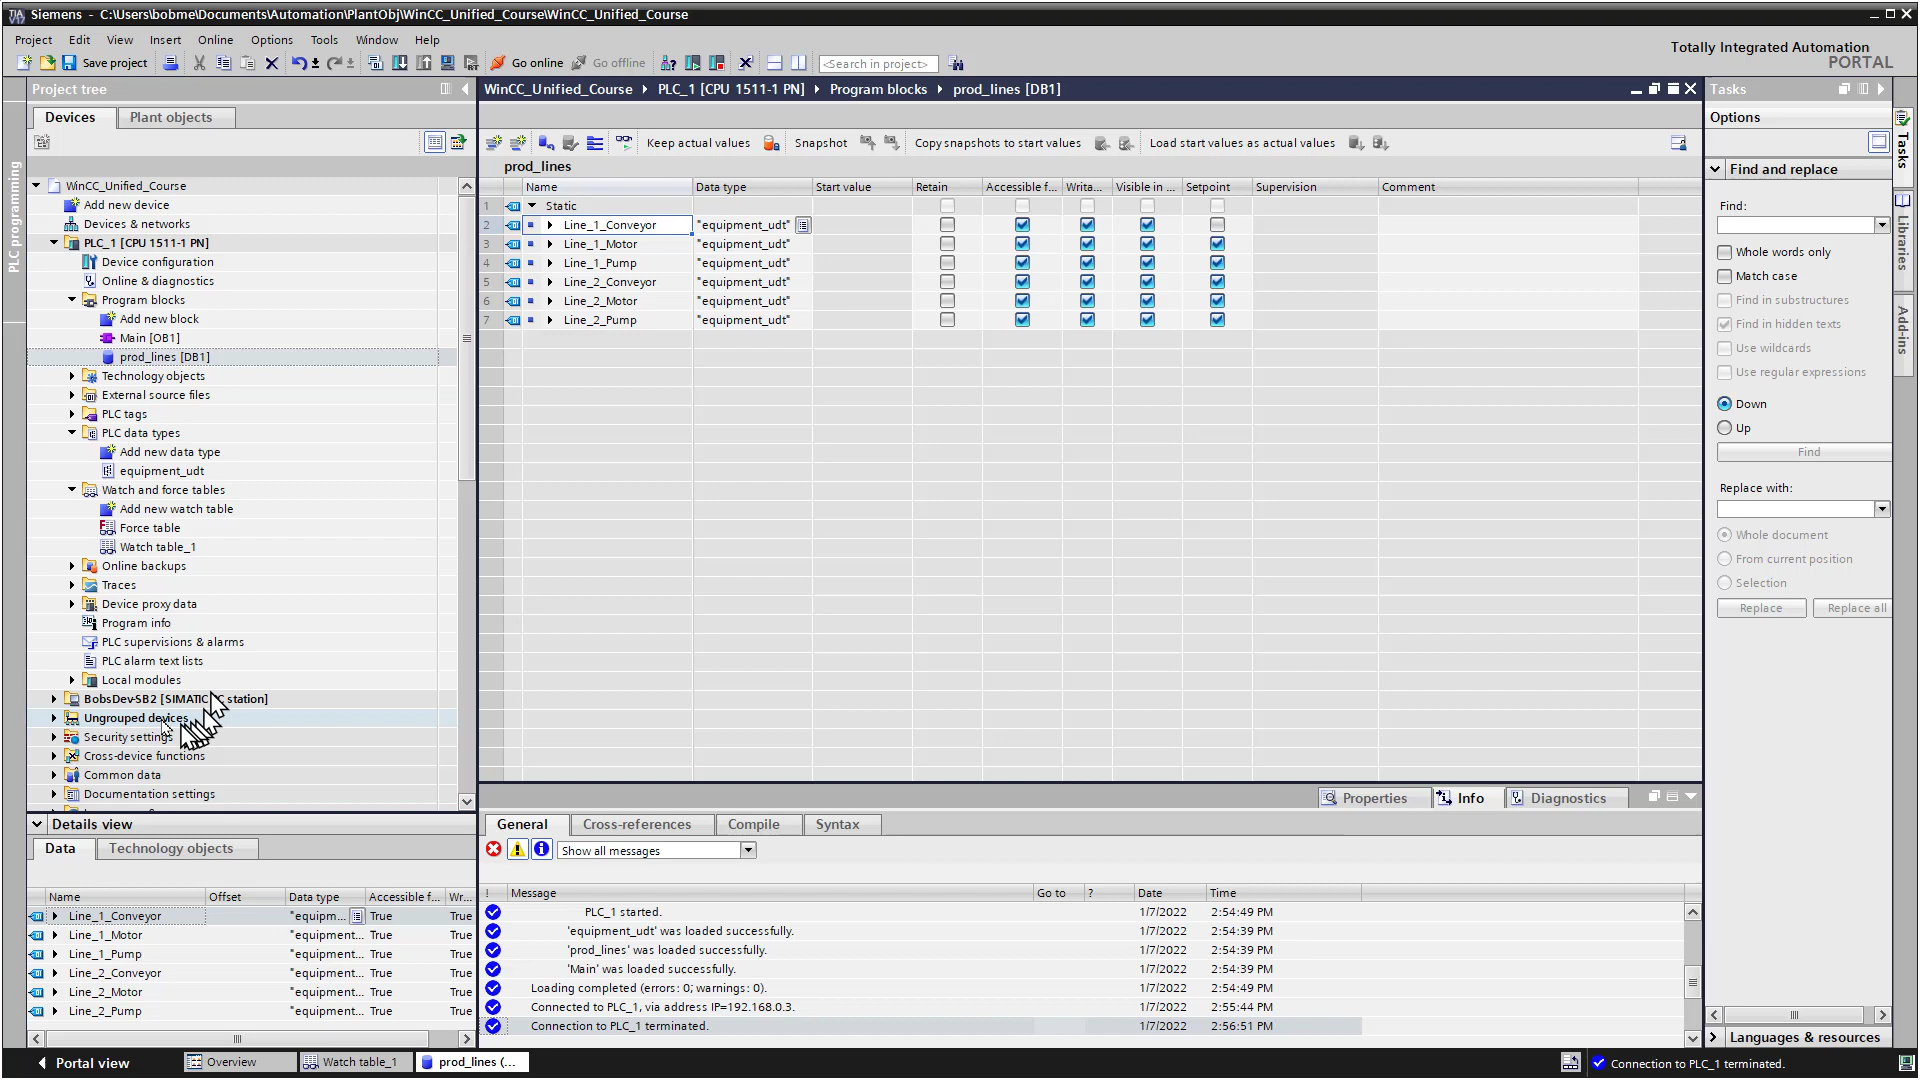 Siemens - C:\Users\bobme\Documents\Automation\PlantObj\WinCC_Unified_Course\WinCC_Unified_Course
Project Edit View Insert Online Options Tools Window Help
Totally Integrated Automation
PORTAL
Save project Go online Go offline <Search in project>
Project tree
WinCC_Unified_Course PLC_1 [CPU 1511-1 PN] Program blocks prod_lines [DB1]
Tasks
Devices Plant objects
Options
Keep actual values Snapshot Copy snapshots to start values Load start values as actual values
prod_lines
Name Data type Start value Retain Accessible f... Writa... Visible in ... Setpoint Supervision Comment
1 Static
2 Line_1_Conveyor "equipment_udt"
3 Line_1_Motor "equipment_udt"
4 Line_1_Pump "equipment_udt"
5 Line_2_Conveyor "equipment_udt"
6 Line_2_Motor "equipment_udt"
7 Line_2_Pump "equipment_udt"
PLC programming
WinCC_Unified_Course
Add new device
Devices & networks
PLC_1 [CPU 1511-1 PN]
Device configuration
Online & diagnostics
Program blocks
Add new block
Main [OB1]
prod_lines [DB1]
Technology objects
External source files
PLC tags
PLC data types
Add new data type
equipment_udt
Watch and force tables
Add new watch table
Force table
Watch table_1
Online backups
Traces
Device proxy data
Program info
PLC supervisions & alarms
PLC alarm text lists
Local modules
BobsDev-SB2 [SIMATIC station]
Ungrouped devices
Security settings
Cross-device functions
Common data
Documentation settings
Find and replace
Find:
Whole words only
Match case
Find in substructures
Find in hidden texts
Use wildcards
Use regular expressions
Down
Up
Find
Replace with:
Whole document
From current position
Selection
Replace Replace all
Languages & resources
Tasks
Libraries
Add-ins
Details view
Data Technology objects
Name Offset Data type Accessible f... Wr...
Line_1_Conveyor "equipm... True True
Line_1_Motor "equipment... True True
Line_1_Pump "equipment... True True
Line_2_Conveyor "equipment... True True
Line_2_Motor "equipment... True True
Line_2_Pump "equipment... True True
Properties Info Diagnostics
General Cross-references Compile Syntax
Show all messages
! Message Go to ? Date Time
PLC_1 started. 1/7/2022 2:54:49 PM
'equipment_udt' was loaded successfully. 1/7/2022 2:54:39 PM
'prod_lines' was loaded successfully. 1/7/2022 2:54:39 PM
'Main' was loaded successfully. 1/7/2022 2:54:39 PM
Loading completed (errors: 0; warnings: 0). 1/7/2022 2:54:49 PM
Connected to PLC_1, via address IP=192.168.0.3. 1/7/2022 2:55:44 PM
Connection to PLC_1 terminated. 1/7/2022 2:56:51 PM
Portal view Overview Watch table_1 prod_lines (... Connection to PLC_1 terminated.